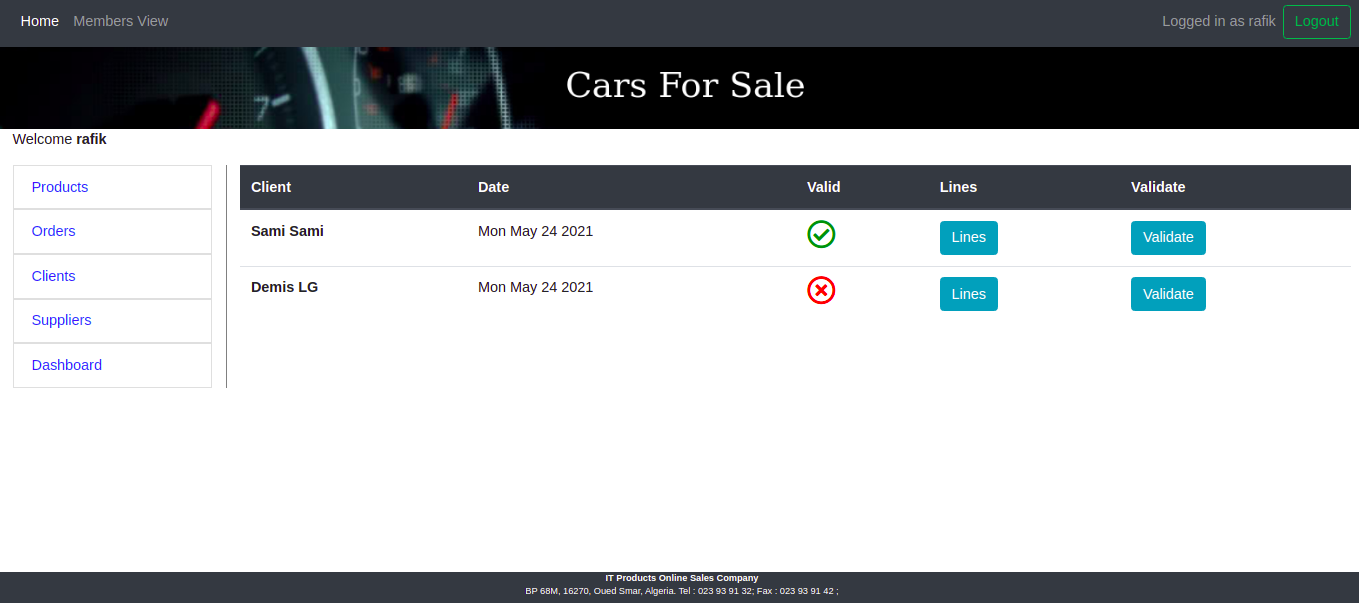 Home Members View Logged in as rafik Logout
7
Cars For Sale
Welcome rafik
Products
Orders
Clients
Suppliers
Dashboard
Client Date Valid Lines Validate
Sami Sami Mon May 24 2021 Lines Validate
Demis LG Mon May 24 2021 Lines Validate
IT Products Online Sales Company
BP 68M, 16270, Oued Smar, Algeria. Tel : 023 93 91 32; Fax : 023 93 91 42 ;